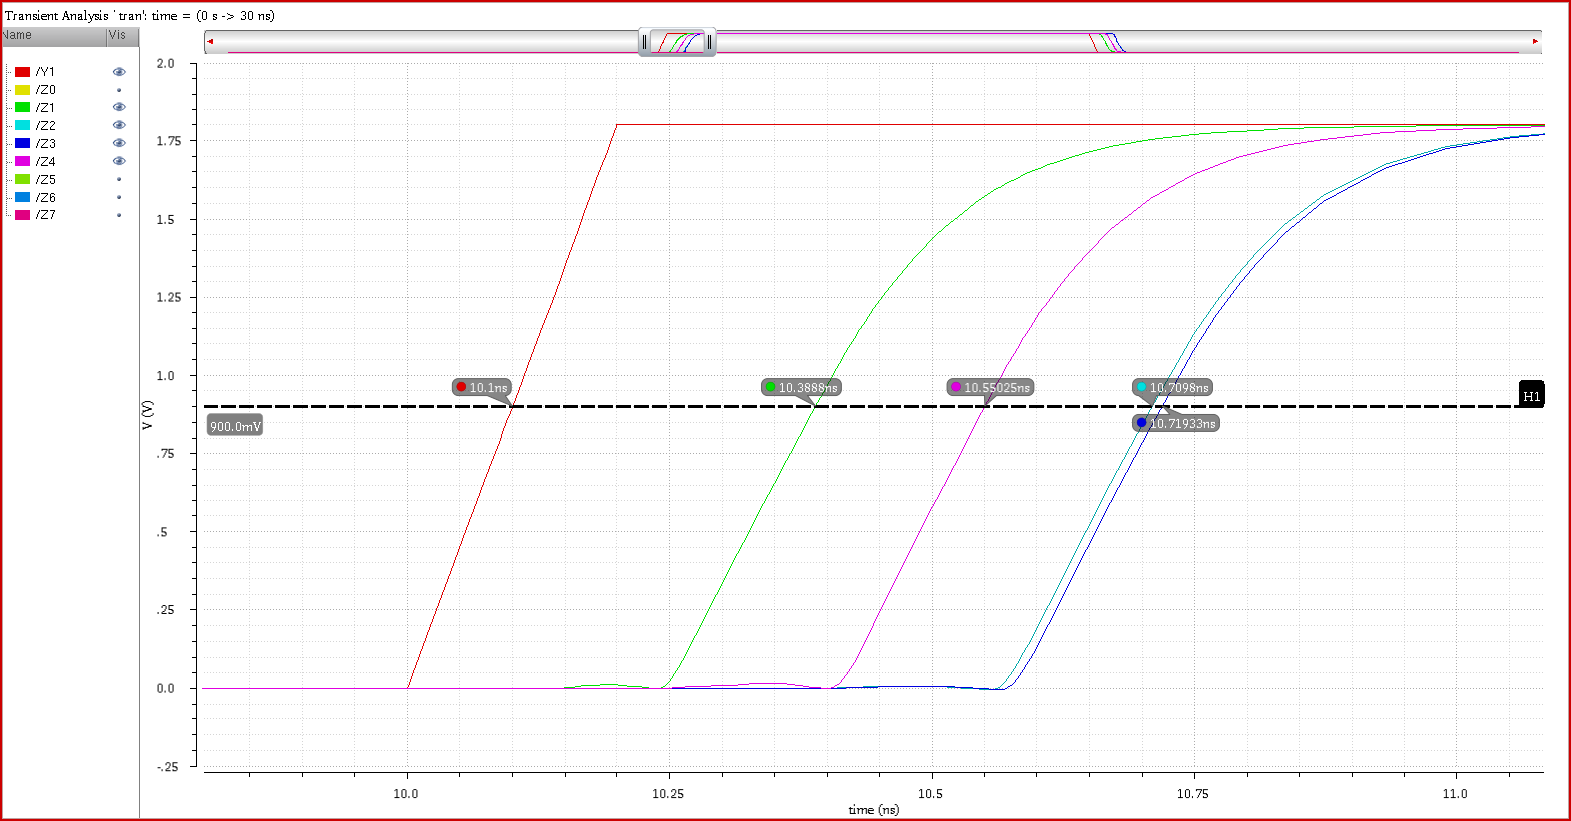 Transient Analysis `tran': time = (0 s -> 30 ns)
Name Vis
/Y1
/Z0
/Z1
/Z2
/Z3
/Z4
/Z5
/Z6
/Z7
2.0
1.75
1.5
1.25
1.0
.75
.5
.25
0.0
-.25
V (V)
10.1ns
10.3888ns
10.55025ns
10.7098ns
10.71933ns
H1
900.0mV
10.0 10.25 10.5 10.75 11.0
time (ns)